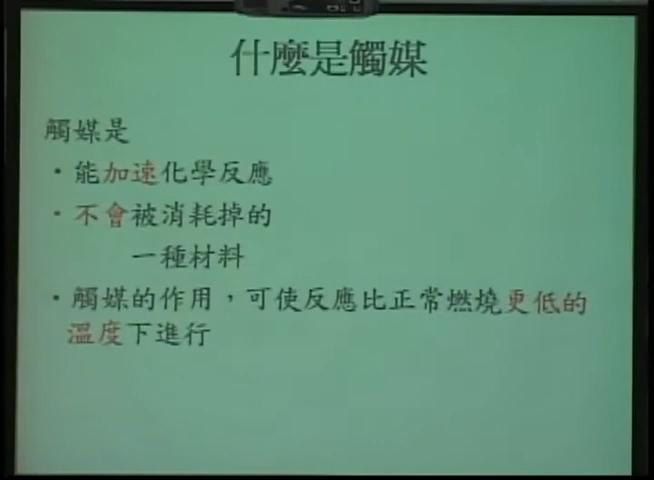 什麼是觸媒
觸媒是
・能加速化學反應
・不會被消耗掉的
一種材料
・觸媒的作用，可使反應比正常燃燒更低的
溫度下進行